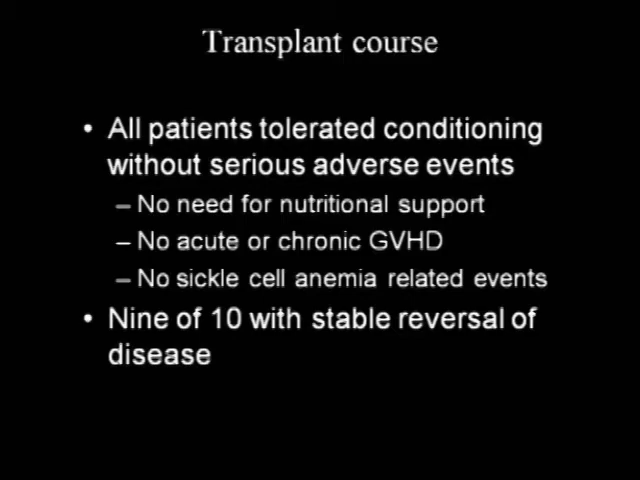 Transplant course
• All patients tolerated conditioning
without serious adverse events
– No need for nutritional support
– No acute or chronic GVHD
– No sickle cell anemia related events
• Nine of 10 with stable reversal of
disease